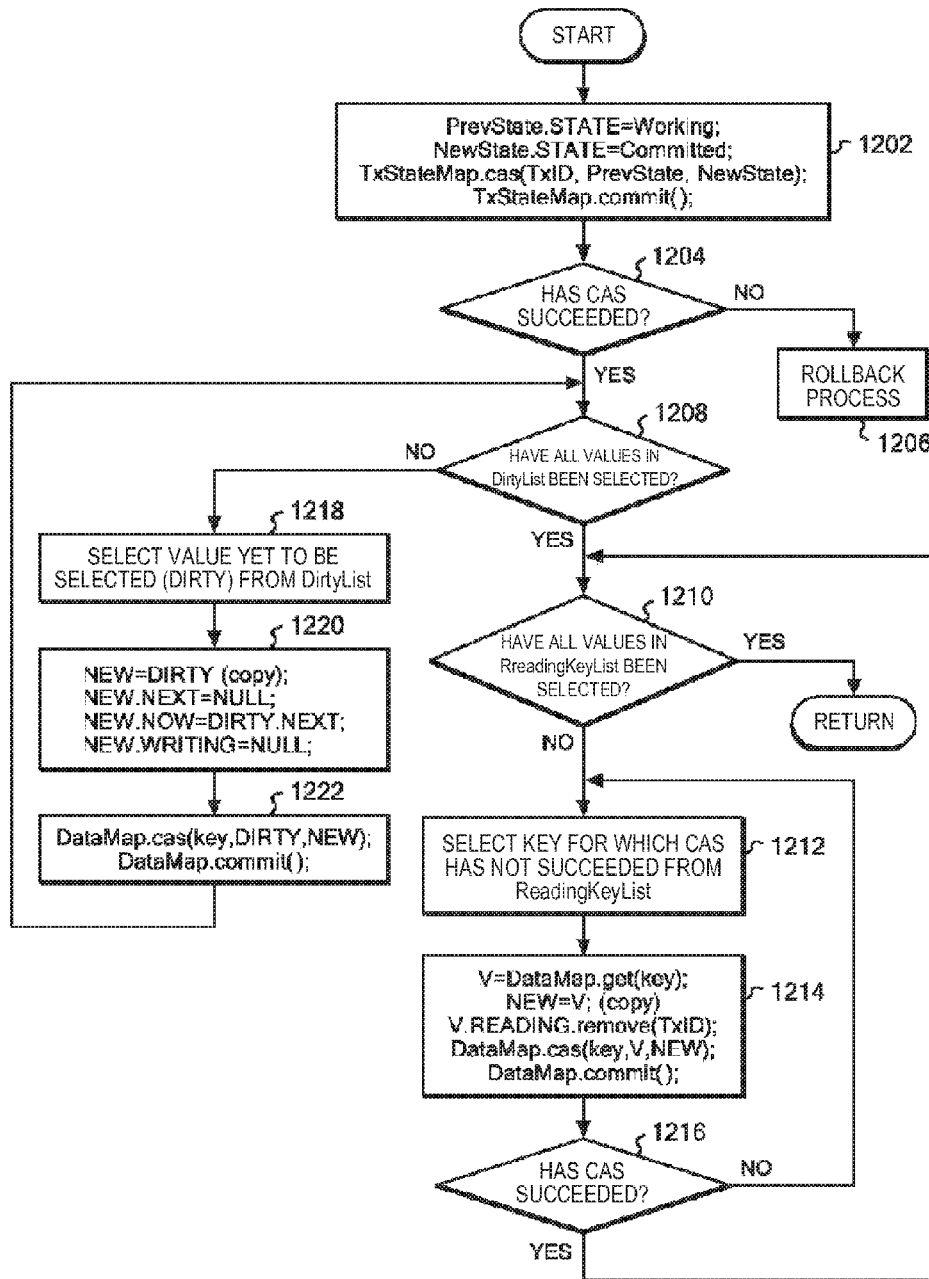 START
PrevState.STATE=Working;
NewState.STATE=Committed;
TxStateMap.cas(TxID, PrevState, NewState);
TxStateMap.commit();
1202
1204
HAS CAS
SUCCEEDED?
NO
YES
ROLLBACK
PROCESS
1206
1208
HAVE ALL VALUES IN
DirtyList BEEN SELECTED?
NO
YES
1218
SELECT VALUE YET TO BE
SELECTED (DIRTY) FROM DirtyList
1220
NEW=DIRTY (copy);
NEW.NEXT=NULL;
NEW.NOW=DIRTY.NEXT;
NEW.WRITING=NULL;
1222
DataMap.cas(key,DIRTY,NEW);
DataMap.commit();
1210
HAVE ALL VALUES IN
RreadingKeyList BEEN
SELECTED?
YES
RETURN
NO
SELECT KEY FOR WHICH CAS
HAS NOT SUCCEEDED FROM
ReadingKeyList
1212
V=DataMap.get(key);
NEW=V; (copy)
V.READING.remove(TxID);
DataMap.cas(key,V,NEW);
DataMap.commit();
1214
1216
HAS CAS
SUCCEEDED?
NO
YES